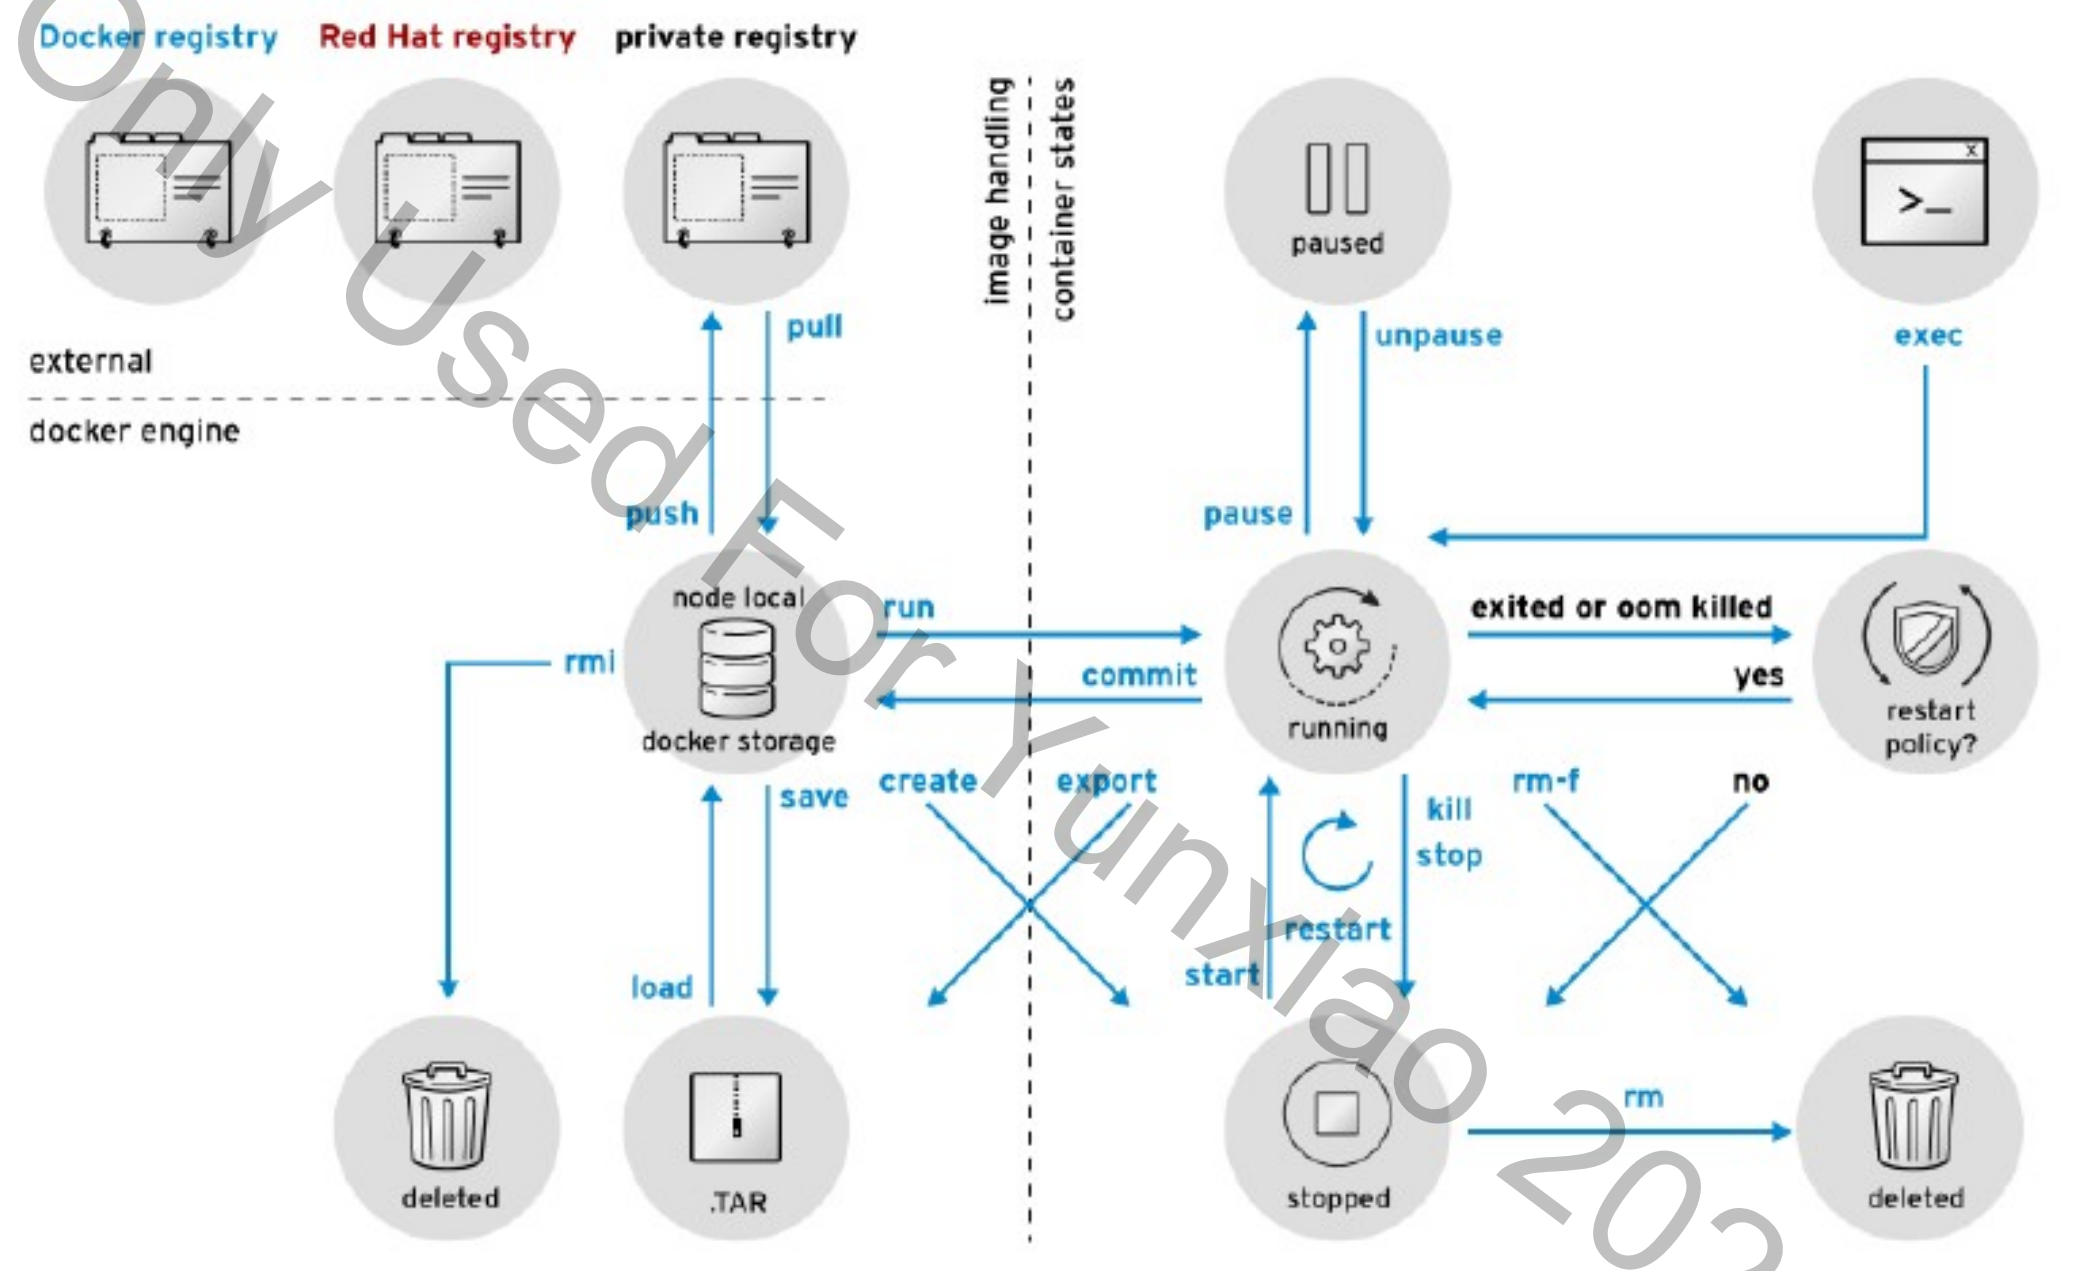 Docker registry
Red Hat registry
private registry
image handling
container states
paused
X
>_
pull
unpause
exec
external
docker engine
push
pause
node local
docker storage
run
commit
running
exited or oom killed
yes
restart
policy?
rmi
save
create
export
rm-f
no
kill
stop
restart
load
start
deleted
.TAR
stopped
rm
deleted
Only Used For Yunxiao 202